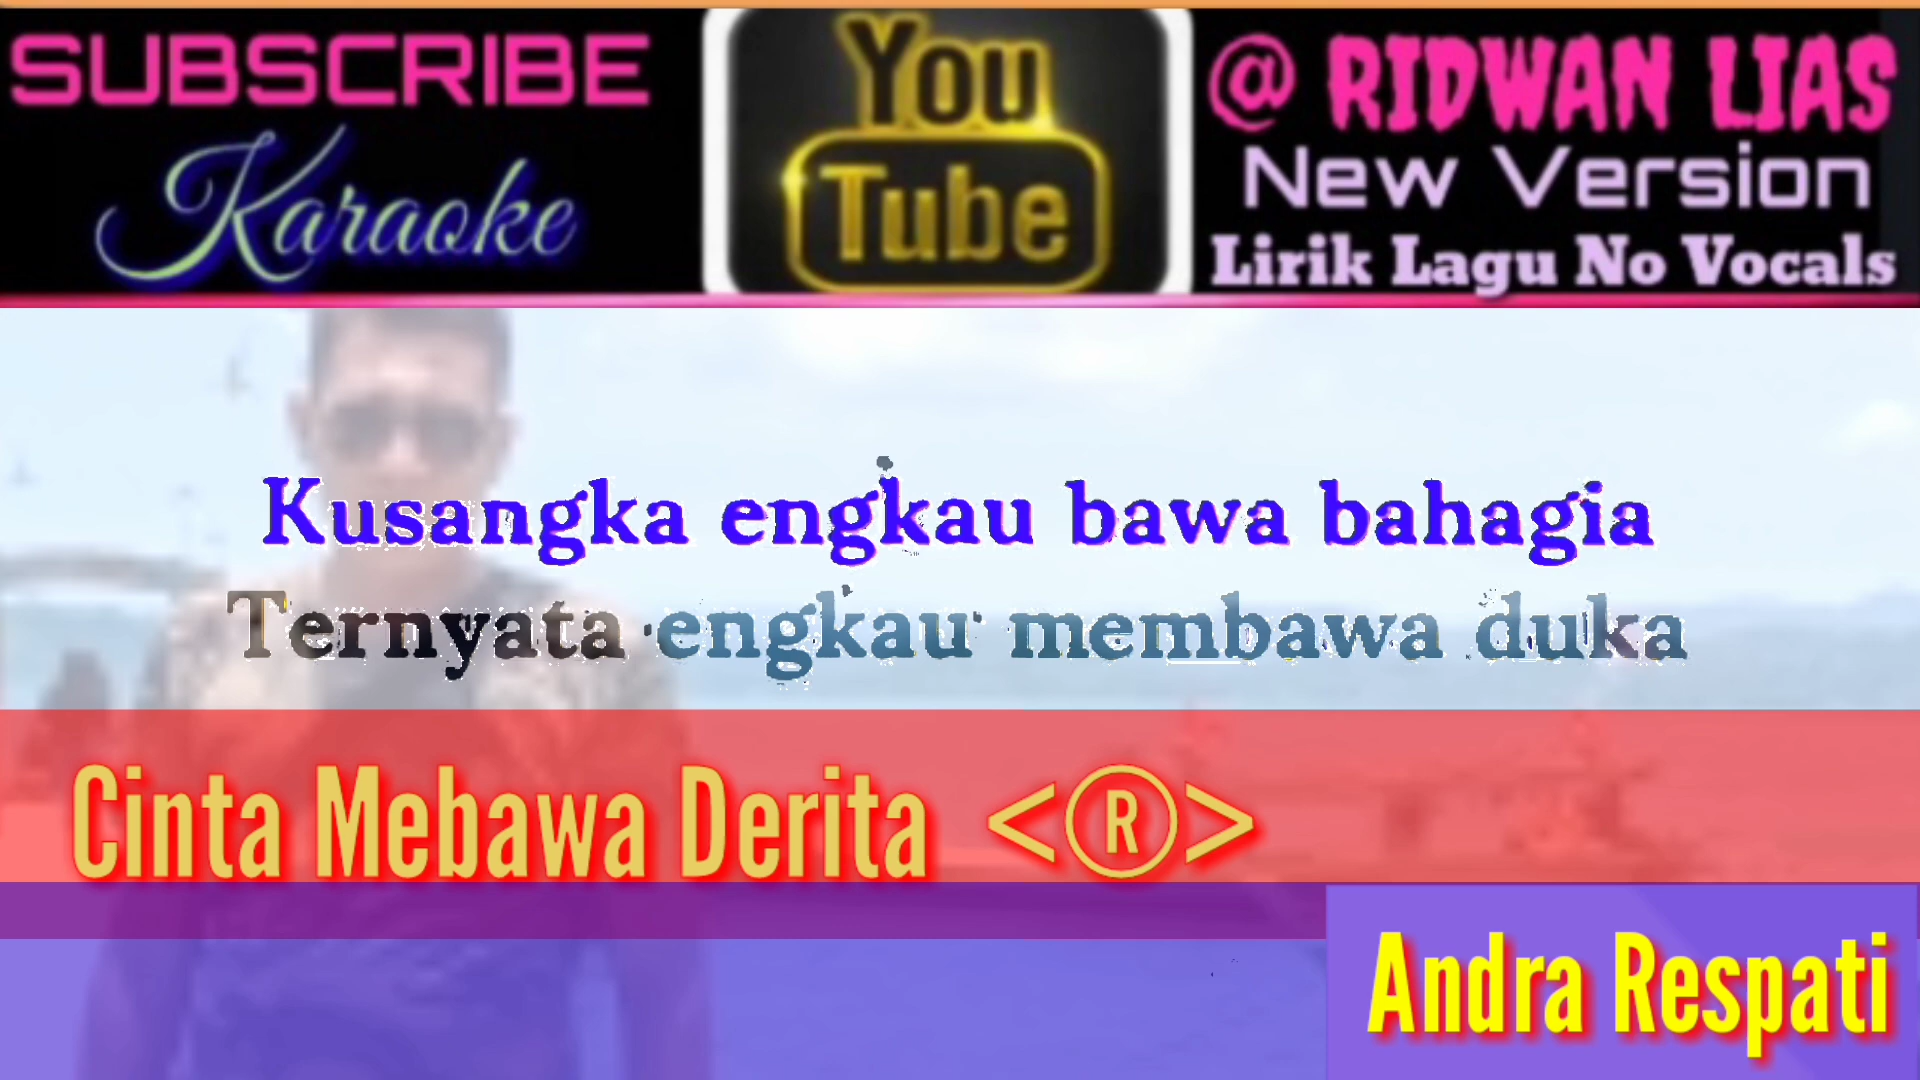 SUBSCRIBE
Karaoke
You
Tube
@ RIDWAN LIAS
New Version
Lirik Lagu No Vocals
Kusangka engkau bawa bahagia
Ternyata engkau membawa duka
Cinta Mebawa Derita <®>
Andra Respati